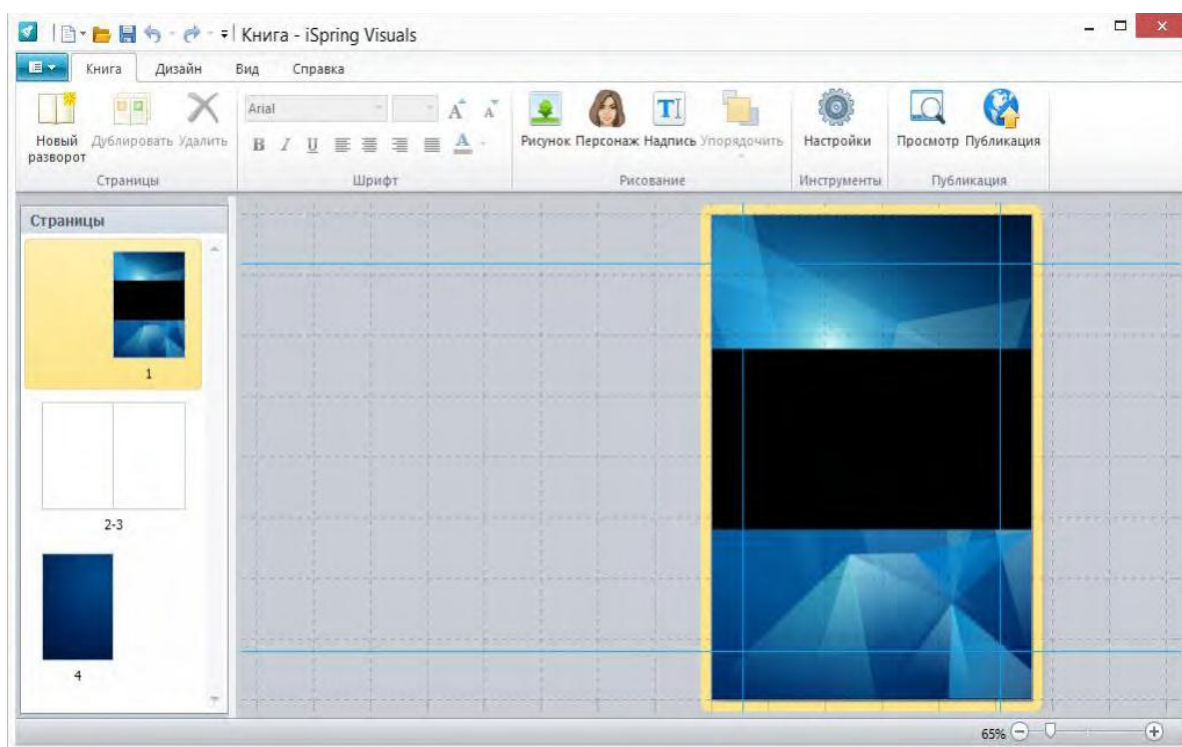 Книга - iSpring Visuals
Книга Дизайн Вид Справка
Arial
Новый разворот Дублировать Удалить
B I U
Рисунок Персонаж Надпись Упорядочить
Настройки
Просмотр Публикация
Страницы Шрифт Рисование Инструменты Публикация
Страницы
1
2-3
4
65%